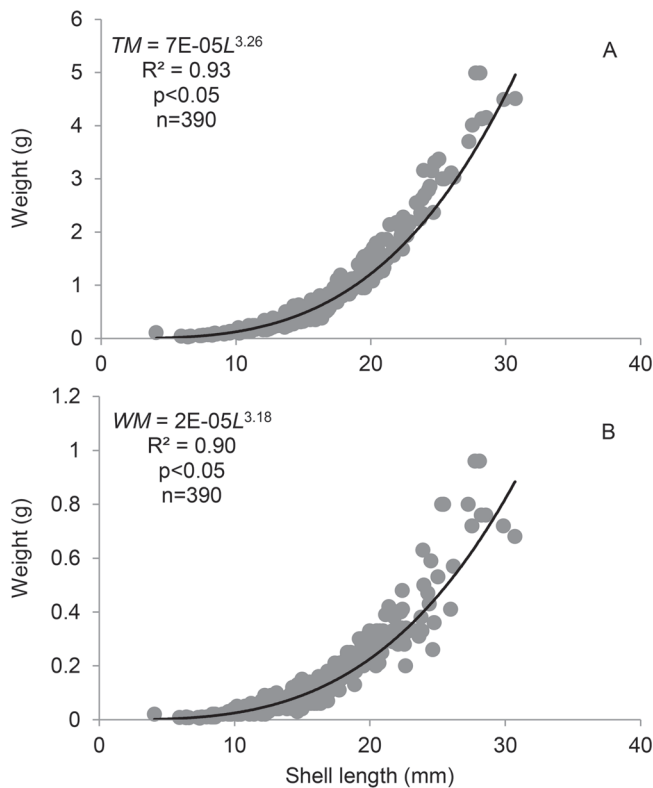 6
5
4
3
2
1
0
Weight (g)
TM = 7E-05L3.26
R² = 0.93
p<0.05
n=390
A
0 10 20 30 40
1.2
1
0.8
0.6
0.4
0.2
0
Weight (g)
WM = 2E-05L3.18
R² = 0.90
p<0.05
n=390
B
0 10 20 30 40
Shell length (mm)